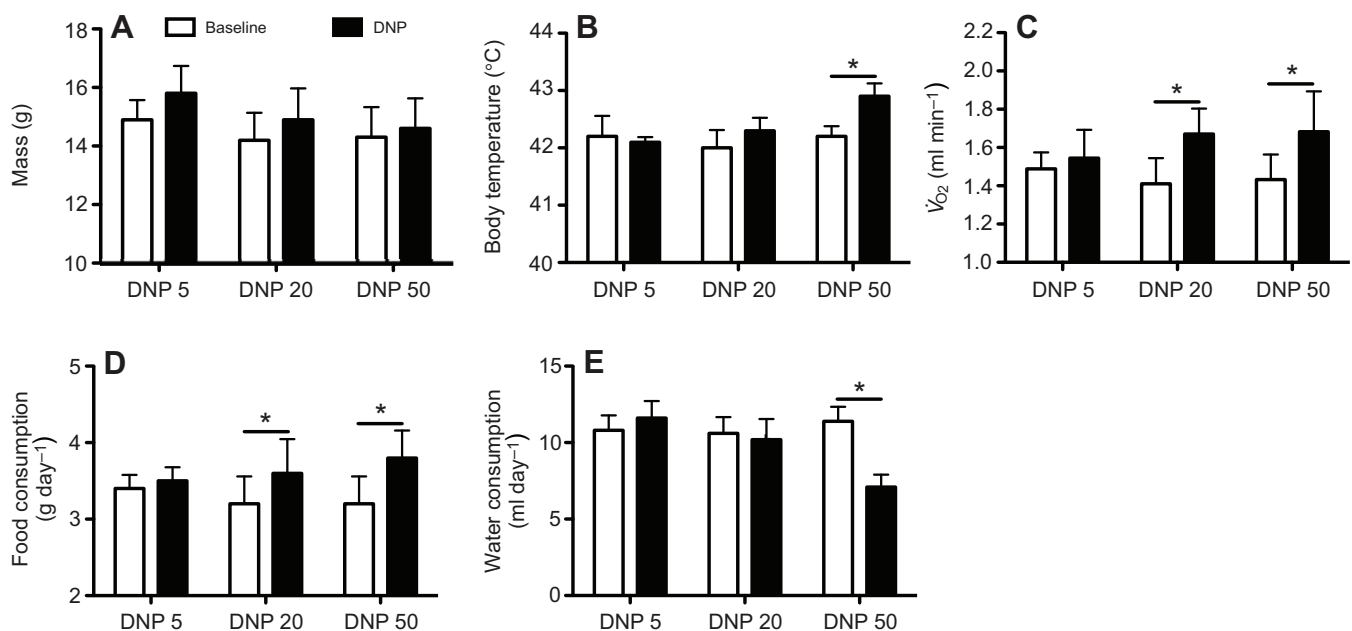 A
Baseline
DNP
Mass (g)
18
16
14
12
10
DNP 5
DNP 20
DNP 50
B
Body temperature (°C)
44
43
42
41
40
*
DNP 5
DNP 20
DNP 50
C
V̇O2 (ml min–1)
2.2
2.0
1.8
1.6
1.4
1.2
1.0
*
*
DNP 5
DNP 20
DNP 50
D
Food consumption
(g day–1)
5
4
3
2
*
*
DNP 5
DNP 20
DNP 50
E
Water consumption
(ml day–1)
15
10
5
0
*
DNP 5
DNP 20
DNP 50